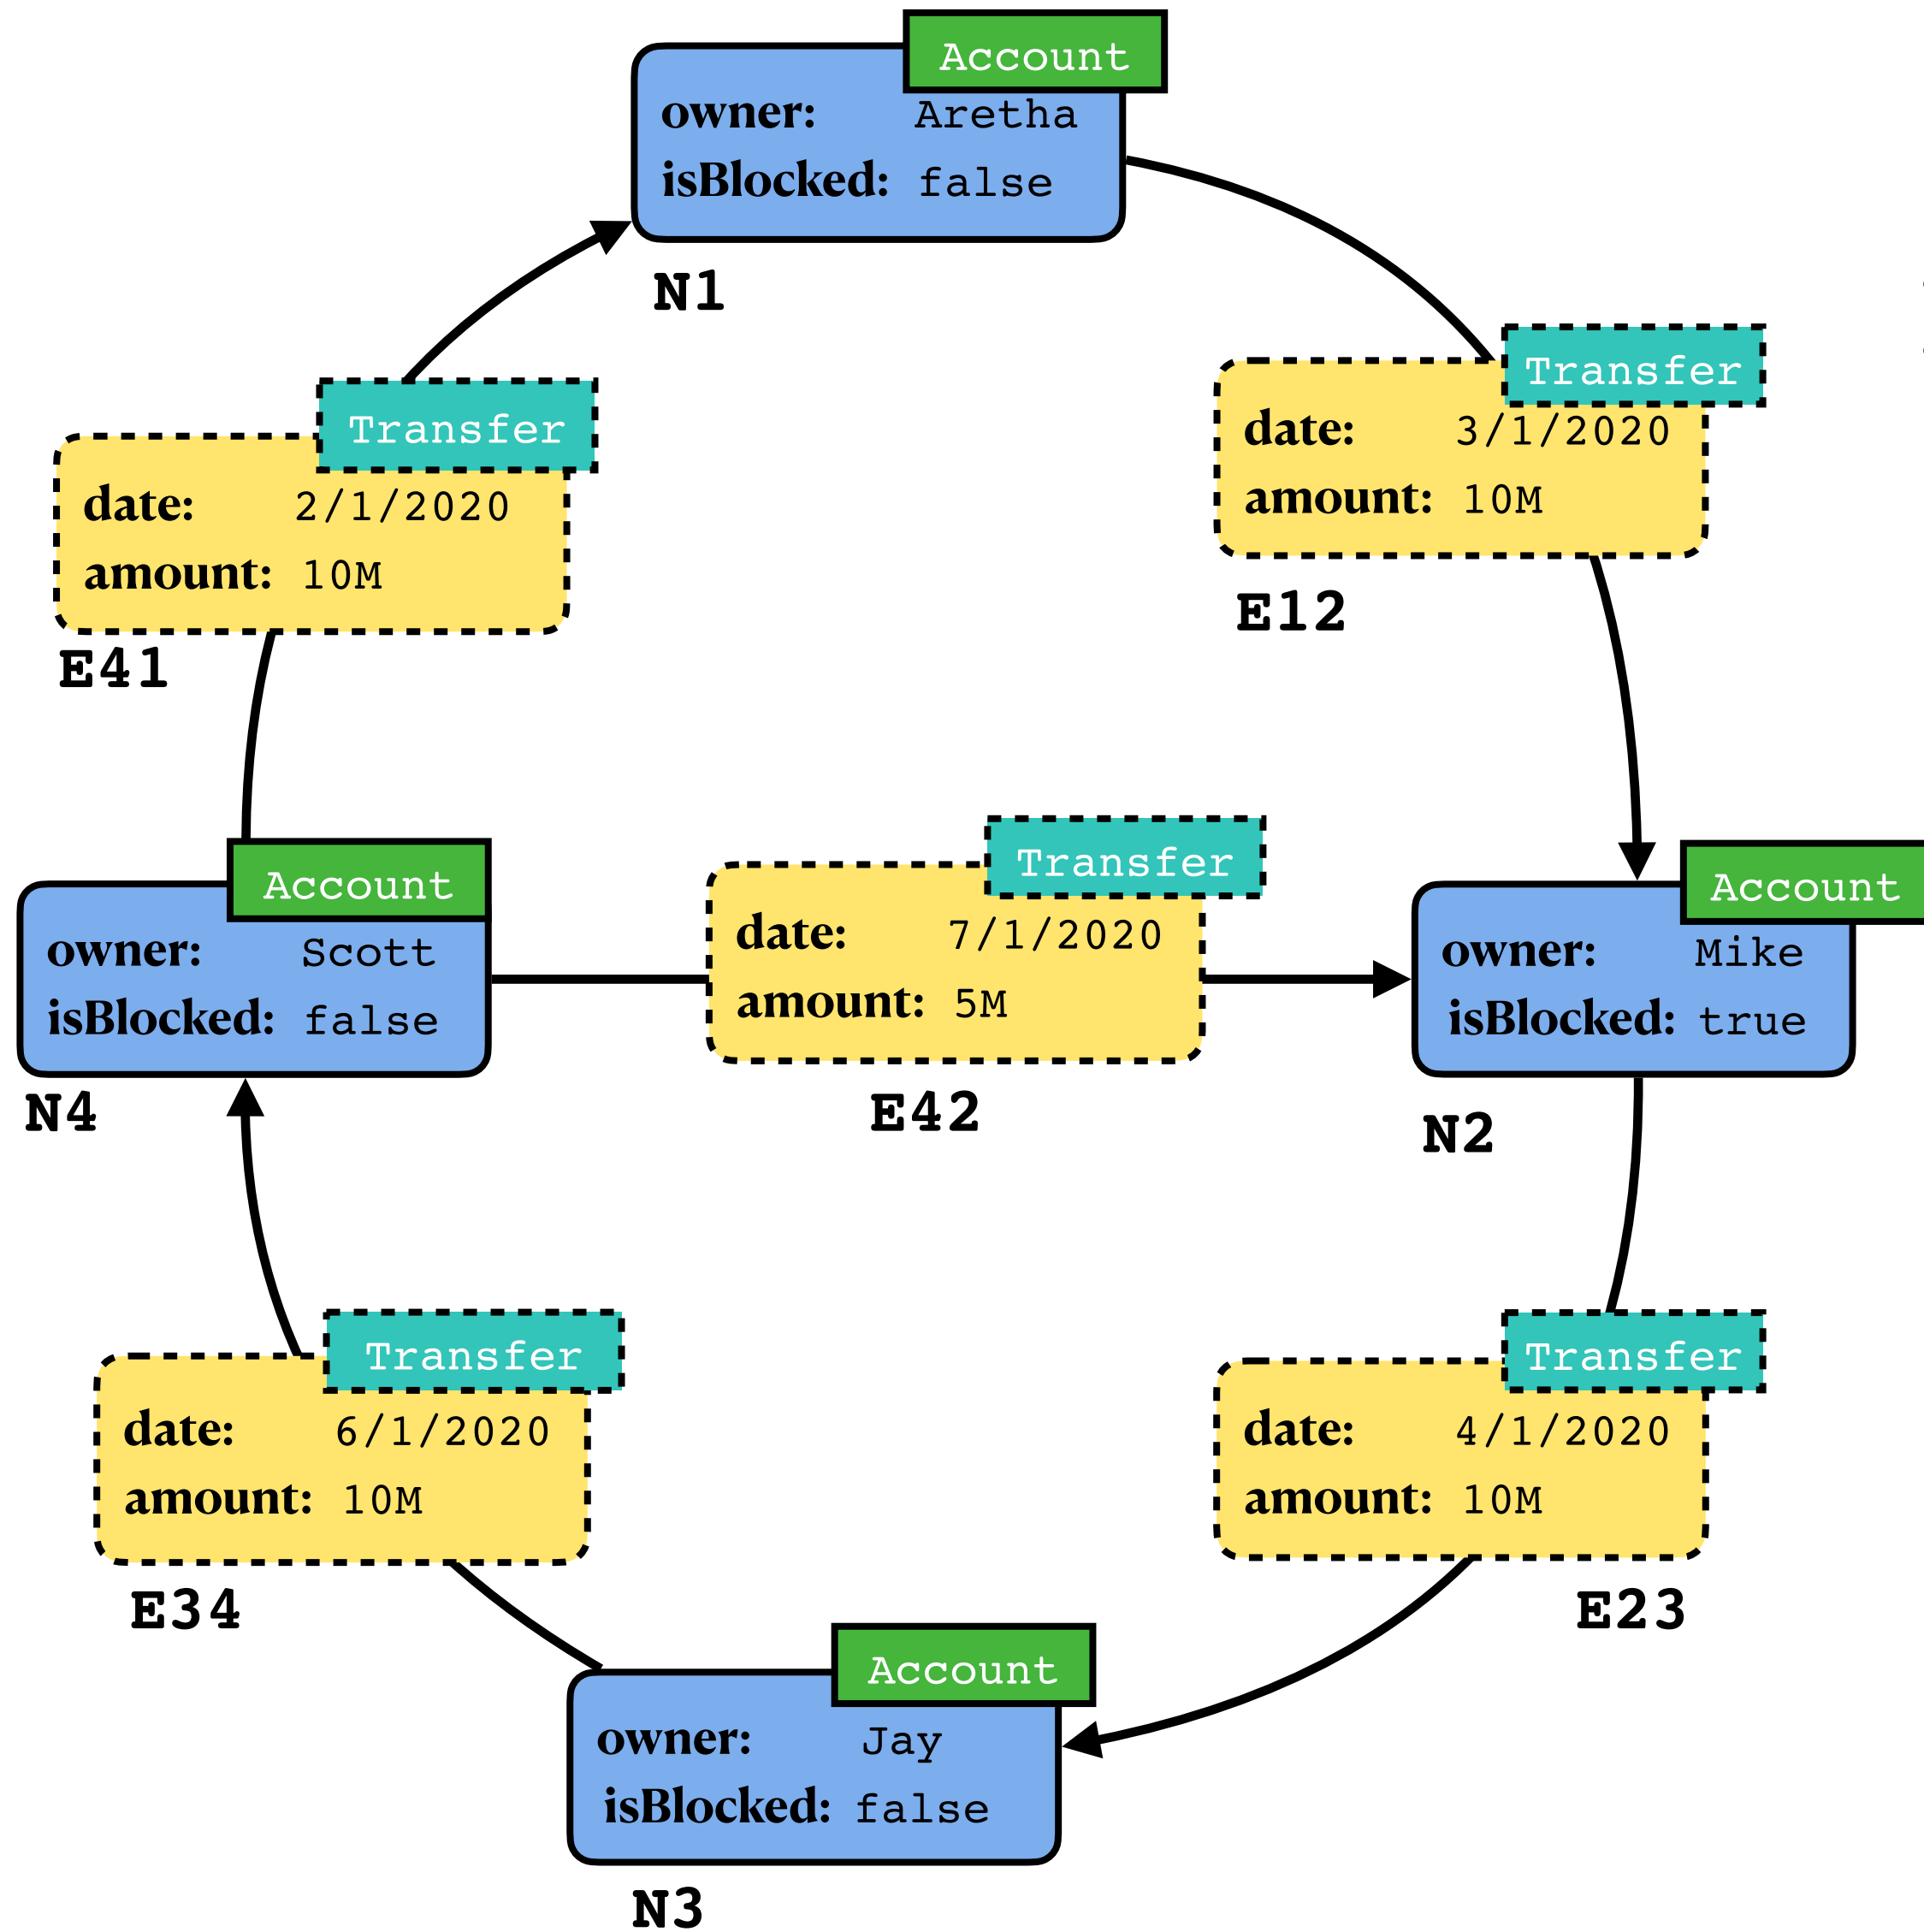 Account
owner: Aretha
isBlocked: false
N1
Transfer
date: 3/1/2020
amount: 10M
E12
Transfer
date: 2/1/2020
amount: 10M
E41
Account
owner: Scott
isBlocked: false
N4
Transfer
date: 7/1/2020
amount: 5M
E42
Account
owner: Mike
isBlocked: true
N2
Transfer
date: 6/1/2020
amount: 10M
E34
Transfer
date: 4/1/2020
amount: 10M
E23
Account
owner: Jay
isBlocked: false
N3